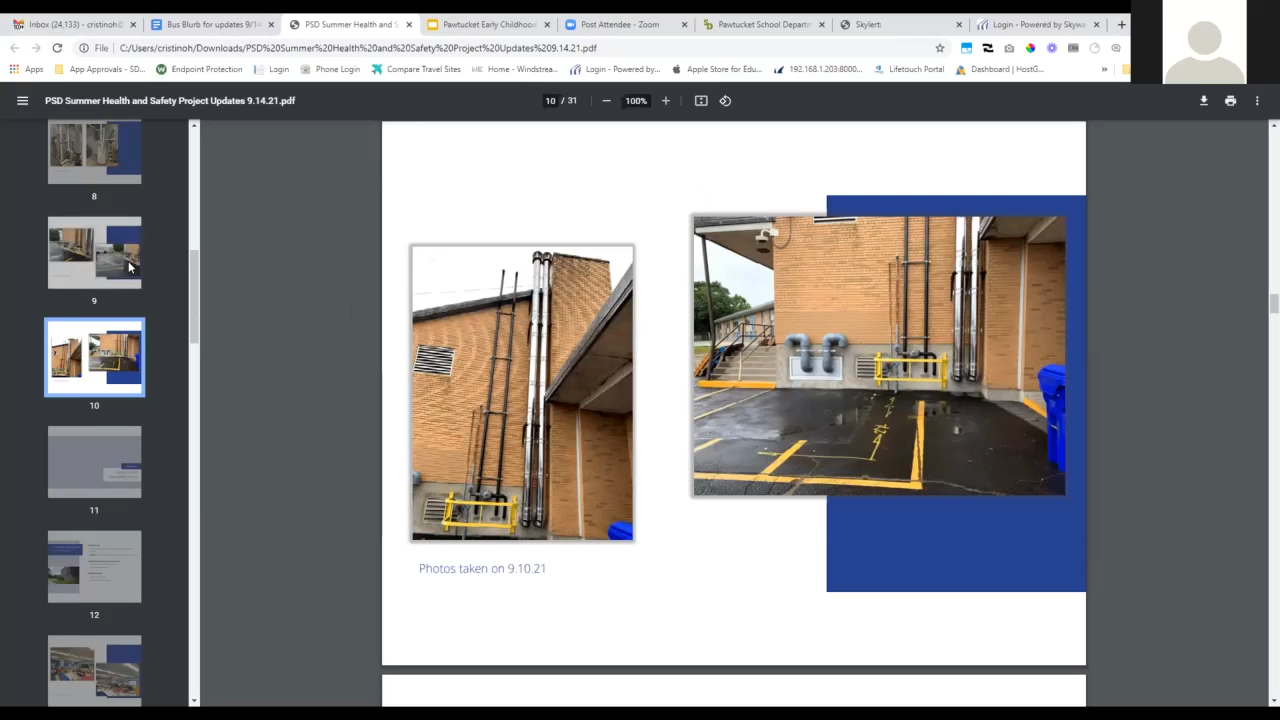 Inbox (24,133) - cristinoh@
Bus Blurb for updates 9/14
PSD Summer Health and S
Pawtucket Early Childhood
Post Attendee - Zoom
Pawtucket School Departm
Skylert:
Login - Powered by Skywa
File
C:/Users/cristinoh/Downloads/PSD%20Summer%20Health%20and%20Safety%20Project%20Updates%209.14.21.pdf
Apps
App Approvals - SD...
Endpoint Protection
Login
Phone Login
Compare Travel Sites
WE Home - Windstrea...
Login - Powered by...
Apple Store for Edu...
192.168.1.203:8000...
Lifetouch Portal
Dashboard | HostG...
»
PSD Summer Health and Safety Project Updates 9.14.21.pdf
10 / 31
100%
8
9
10
11
12
Photos taken on 9.10.21